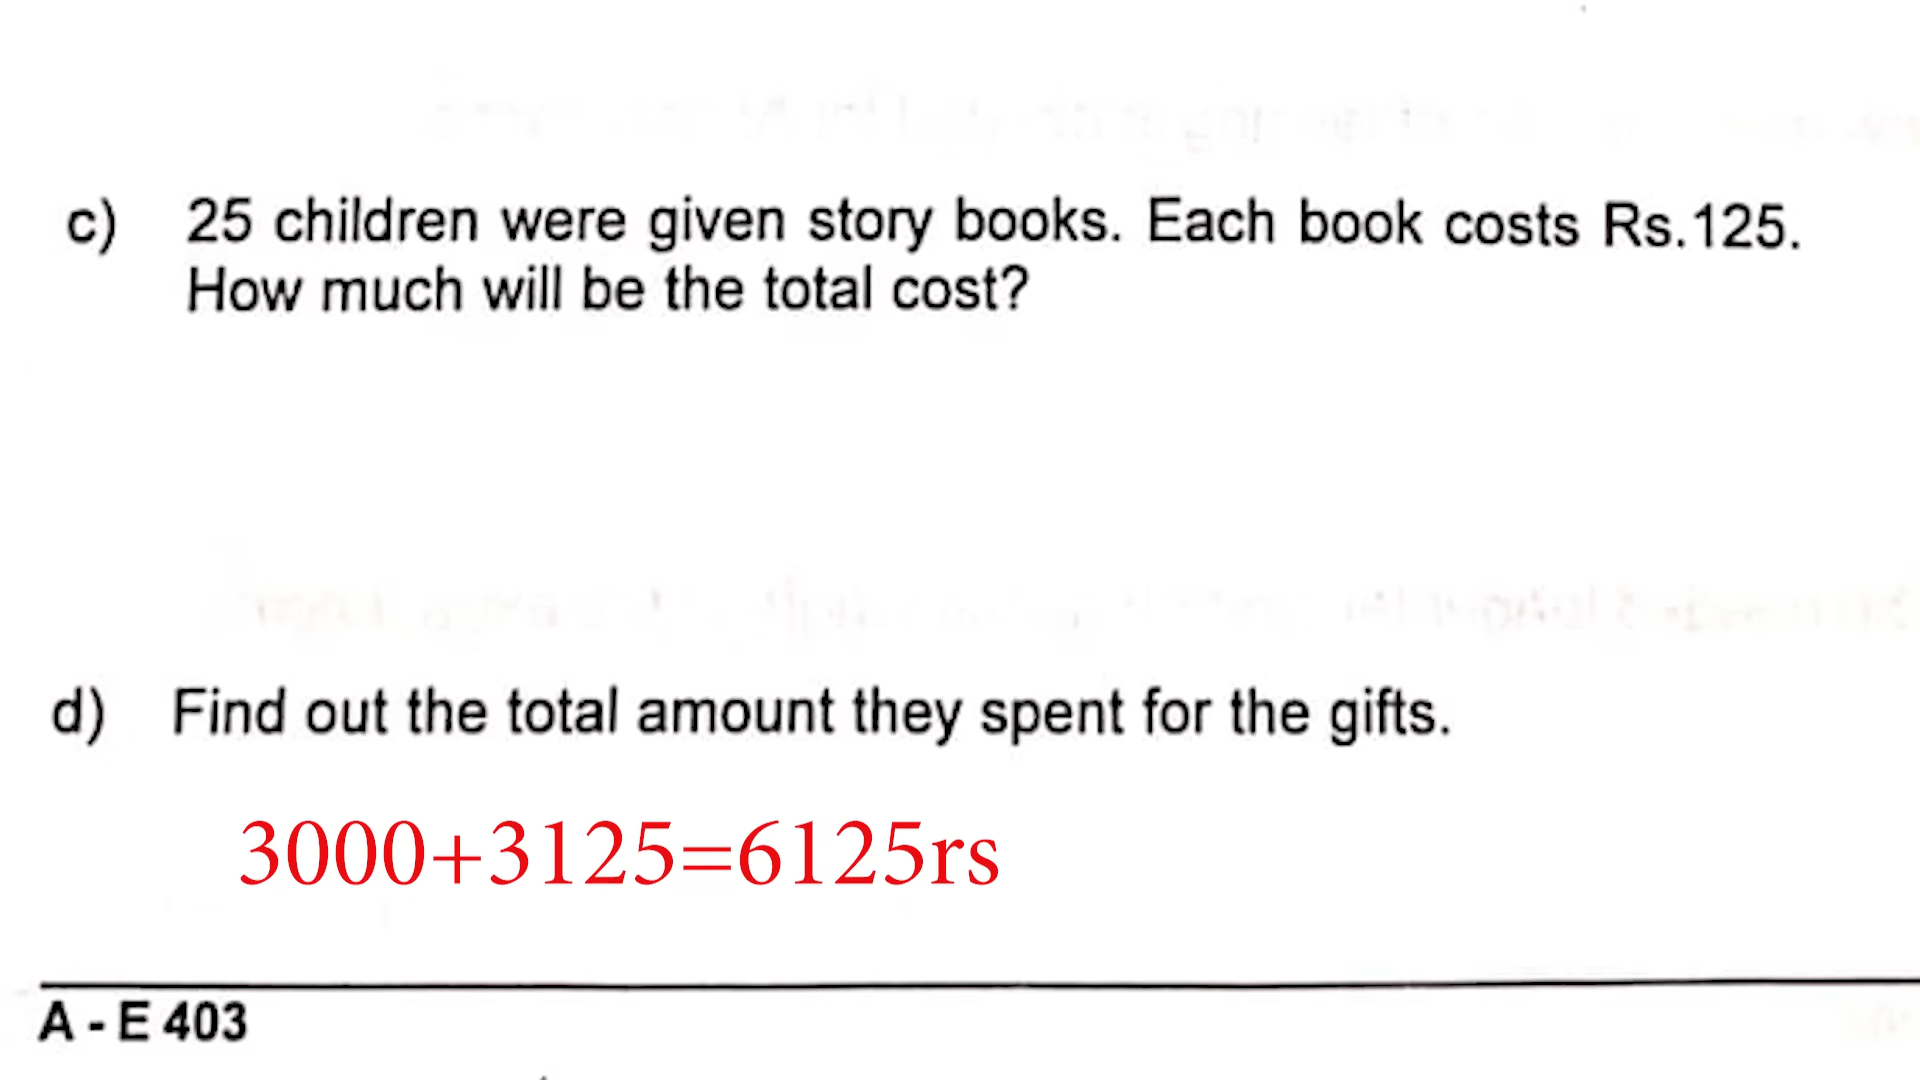 c) 25 children were given story books. Each book costs Rs.125.
How much will be the total cost?
d) Find out the total amount they spent for the gifts.
3000+3125=6125rs
A - E 403